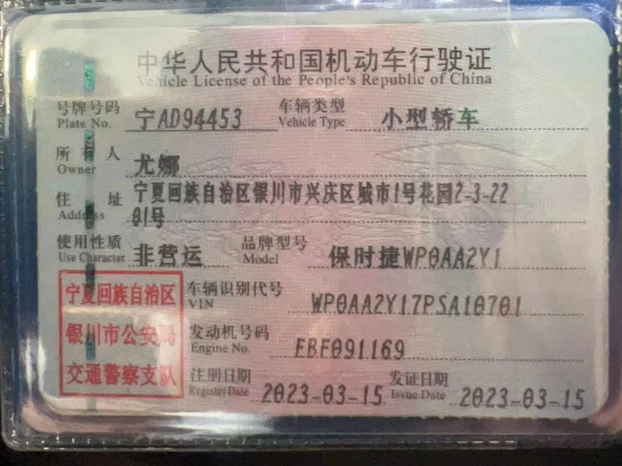 中华人民共和国机动车行驶证
Vehicle License of the People's Republic of China
号牌号码 Plate No. 宁AD94453 车辆类型 Vehicle Type 小型轿车
所有人 Owner 尤娜
住址 Address 宁夏回族自治区银川市兴庆区城市1号花园2-3-22
01号
使用性质 Use Character 非营运 品牌型号 Model 保时捷WP0AA2Y1
宁夏回族自治区
银川市公安局
交通警察支队
车辆识别代号 VIN WP0AA2Y17PSA10701
发动机号码 Engine No. EBF091169
注册日期 Register Date 2023-03-15 发证日期 Issue Date 2023-03-15